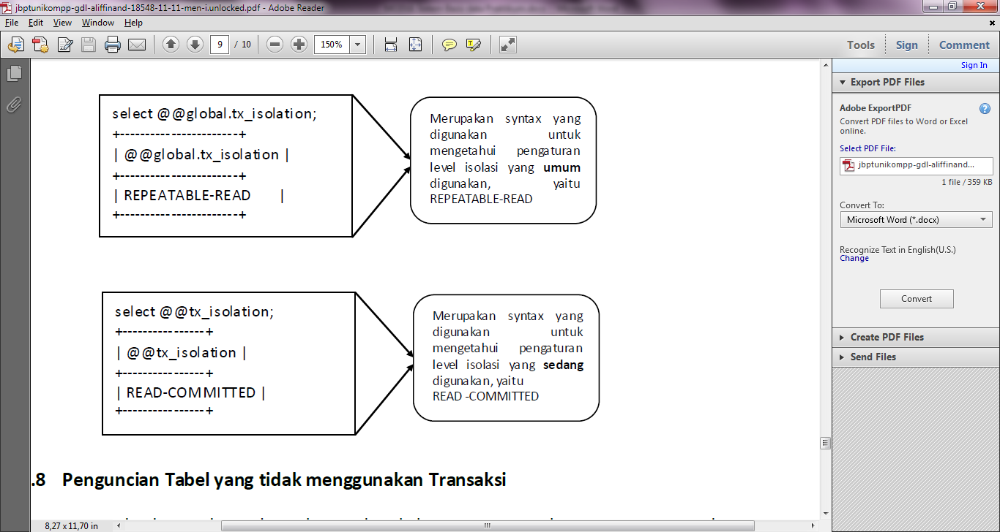 jbptunikompp-gdl-aliffinand-18548-11-11-men-i.unlocked.pdf - Adobe Reader
File Edit View Window Help
9 / 10 150%
Tools Sign Comment
Sign In
select @@global.tx_isolation;
+------------------------+
| @@global.tx_isolation |
+------------------------+
| REPEATABLE-READ |
+------------------------+
Merupakan syntax yang
digunakan untuk
mengetahui pengaturan
level isolasi yang umum
digunakan, yaitu
REPEATABLE-READ
select @@tx_isolation;
+----------------+
| @@tx_isolation |
+----------------+
| READ-COMMITTED |
+----------------+
Merupakan syntax yang
digunakan untuk
mengetahui pengaturan
level isolasi yang sedang
digunakan, yaitu
READ -COMMITTED
.8 Penguncian Tabel yang tidak menggunakan Transaksi
8,27 x 11,70 in
Export PDF Files
Adobe ExportPDF
Convert PDF files to Word or Excel
online.
Select PDF File:
jbptunikompp-gdl-aliffinand...
1 file / 359 KB
Convert To:
Microsoft Word (*.docx)
Recognize Text in English(U.S.)
Change
Convert
Create PDF Files
Send Files